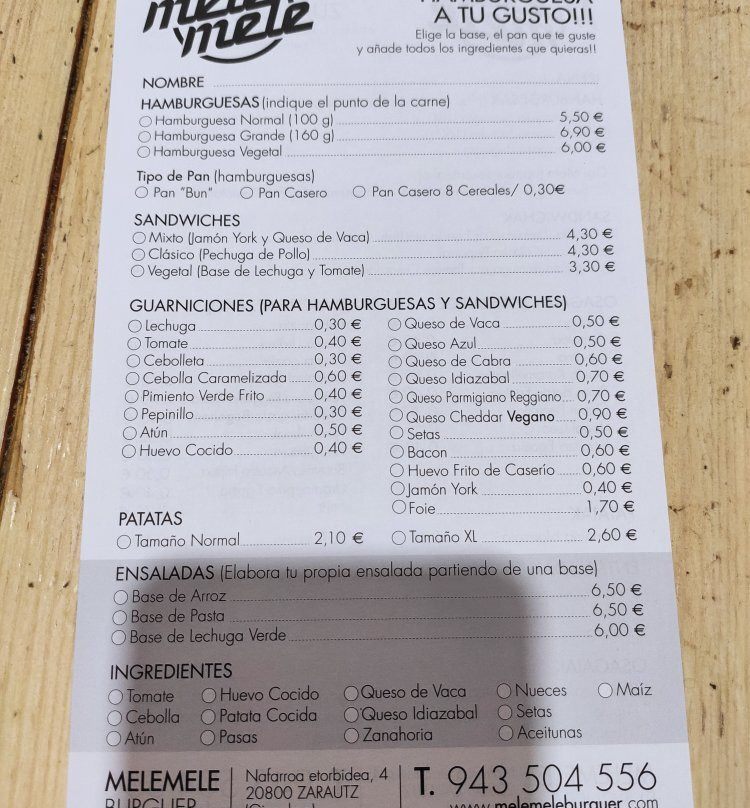 mele
mele
HAMBURGUESA
A TU GUSTO!!!
Elige la base, el pan que te guste
y añade todos los ingredientes que quieras!!
NOMBRE
HAMBURGUESAS (indique el punto de la carne)
Hamburguesa Normal (100 g) 5,50 €
Hamburguesa Grande (160 g) 6,90 €
Hamburguesa Vegetal 6,00 €
Tipo de Pan (hamburguesas)
Pan "Bun" Pan Casero Pan Casero 8 Cereales/ 0,30€
SANDWICHES
Mixto (Jamón York y Queso de Vaca) 4,30 €
Clásico (Pechuga de Pollo) 4,30 €
Vegetal (Base de Lechuga y Tomate) 3,30 €
GUARNICIONES (PARA HAMBURGUESAS Y SANDWICHES)
Lechuga 0,30 €
Tomate 0,40 €
Cebolleta 0,30 €
Cebolla Caramelizada 0,60 €
Pimiento Verde Frito 0,40 €
Pepinillo 0,30 €
Atún 0,50 €
Huevo Cocido 0,40 €
Queso de Vaca 0,50 €
Queso Azul 0,50 €
Queso de Cabra 0,60 €
Queso Idiazabal 0,70 €
Queso Parmigiano Reggiano 0,70 €
Queso Cheddar Vegano 0,90 €
Setas 0,50 €
Bacon 0,60 €
Huevo Frito de Caserío 0,60 €
Jamón York 0,40 €
Foie 1,70 €
PATATAS
Tamaño Normal 2,10 € Tamaño XL 2,60 €
ENSALADAS (Elabora tu propia ensalada partiendo de una base)
Base de Arroz 6,50 €
Base de Pasta 6,50 €
Base de Lechuga Verde 6,00 €
INGREDIENTES
Tomate Huevo Cocido Queso de Vaca Nueces Maíz
Cebolla Patata Cocida Queso Idiazabal Setas
Atún Pasas Zanahoria Aceitunas
MELEMELE
BURGUER
Nafarroa etorbidea, 4
20800 ZARAUTZ
T. 943 504 556
www.melemeleburguer.com